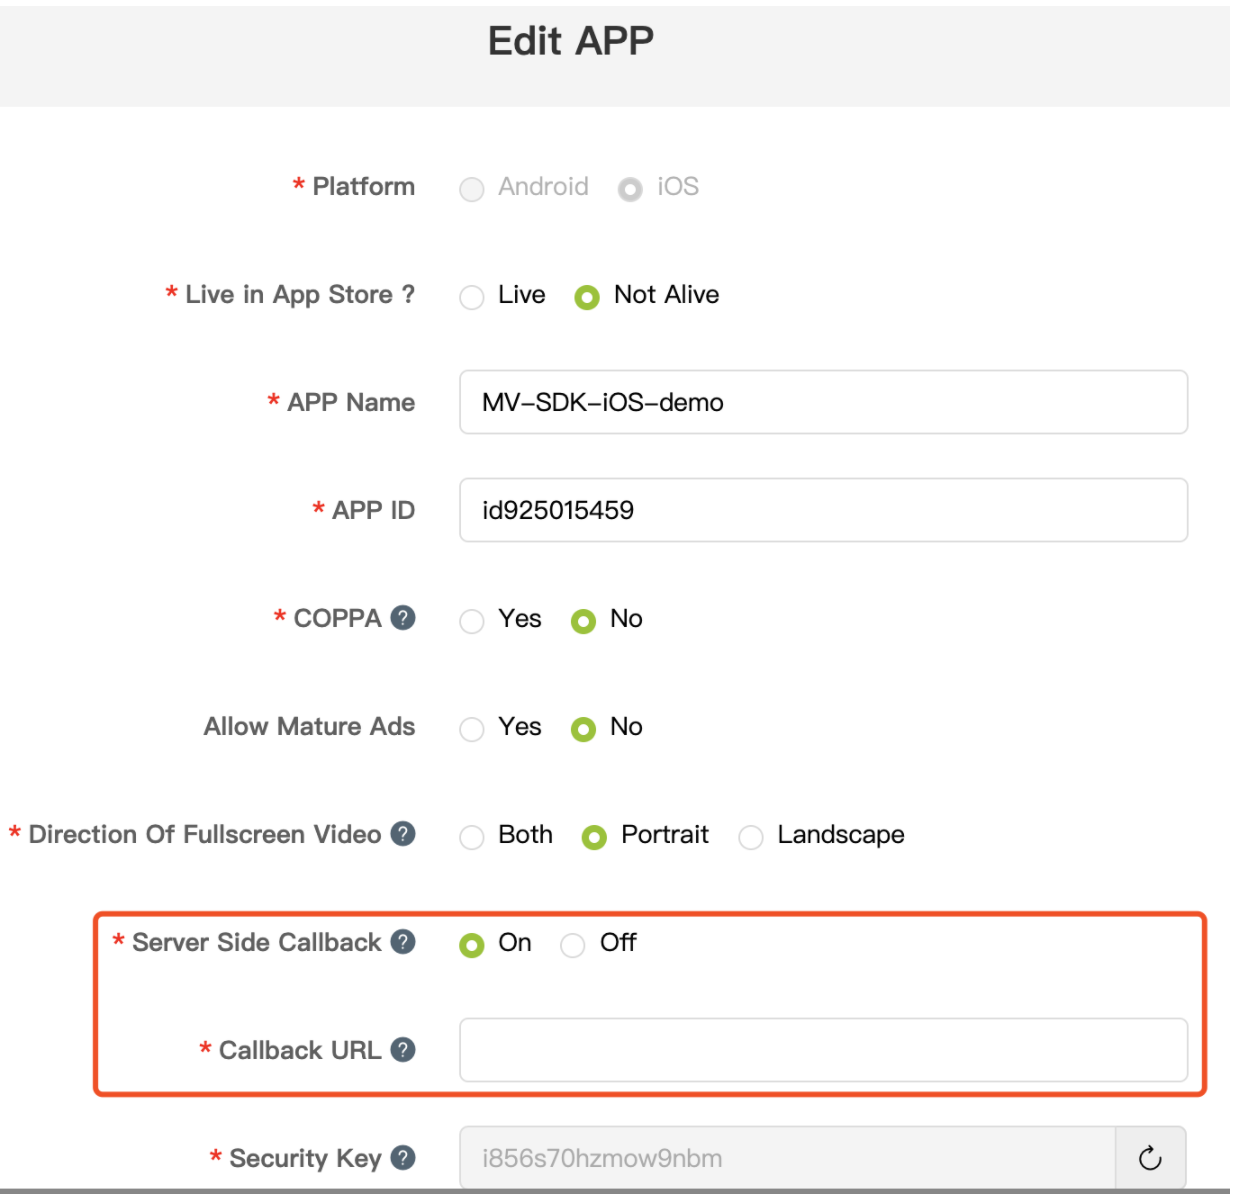 Edit APP
* Platform Android iOS
* Live in App Store ? Live Not Alive
* APP Name MV-SDK-iOS-demo
* APP ID id925015459
* COPPA ? Yes No
Allow Mature Ads Yes No
* Direction Of Fullscreen Video ? Both Portrait Landscape
* Server Side Callback ? On Off
* Callback URL ?
* Security Key ? i856s70hzmow9nbm